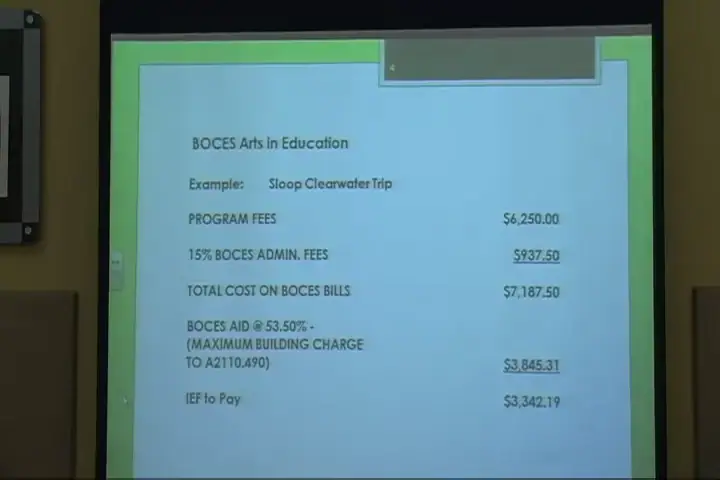 4
BOCES Arts in Education
Example: Sloop Clearwater Trip
PROGRAM FEES $6,250.00
15% BOCES ADMIN. FEES $937.50
TOTAL COST ON BOCES BILLS $7,187.50
BOCES AID @ 53.50% -
(MAXIMUM BUILDING CHARGE
TO A2110.490) $3,845.31
IEF to Pay $3,342.19